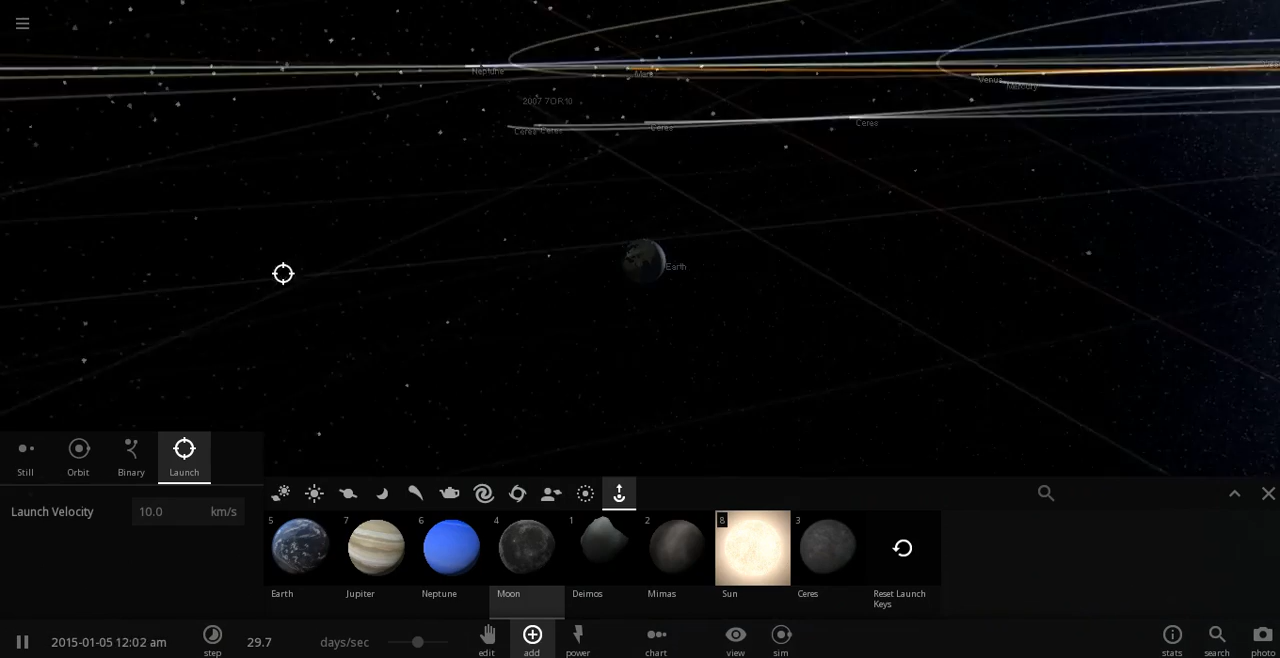 Neptune
Mars
Venus
Mercury
2007 7OR10
Ceres Ceres
Ceres
Ceres
Earth
Still
Orbit
Binary
Launch
Launch Velocity
10.0
km/s
5
7
6
4
1
2
8
3
Earth
Jupiter
Neptune
Moon
Deimos
Mimas
Sun
Ceres
Reset Launch
Keys
2015-01-05 12:02 am
step
29.7
days/sec
edit
add
power
chart
view
sim
stats
search
photo